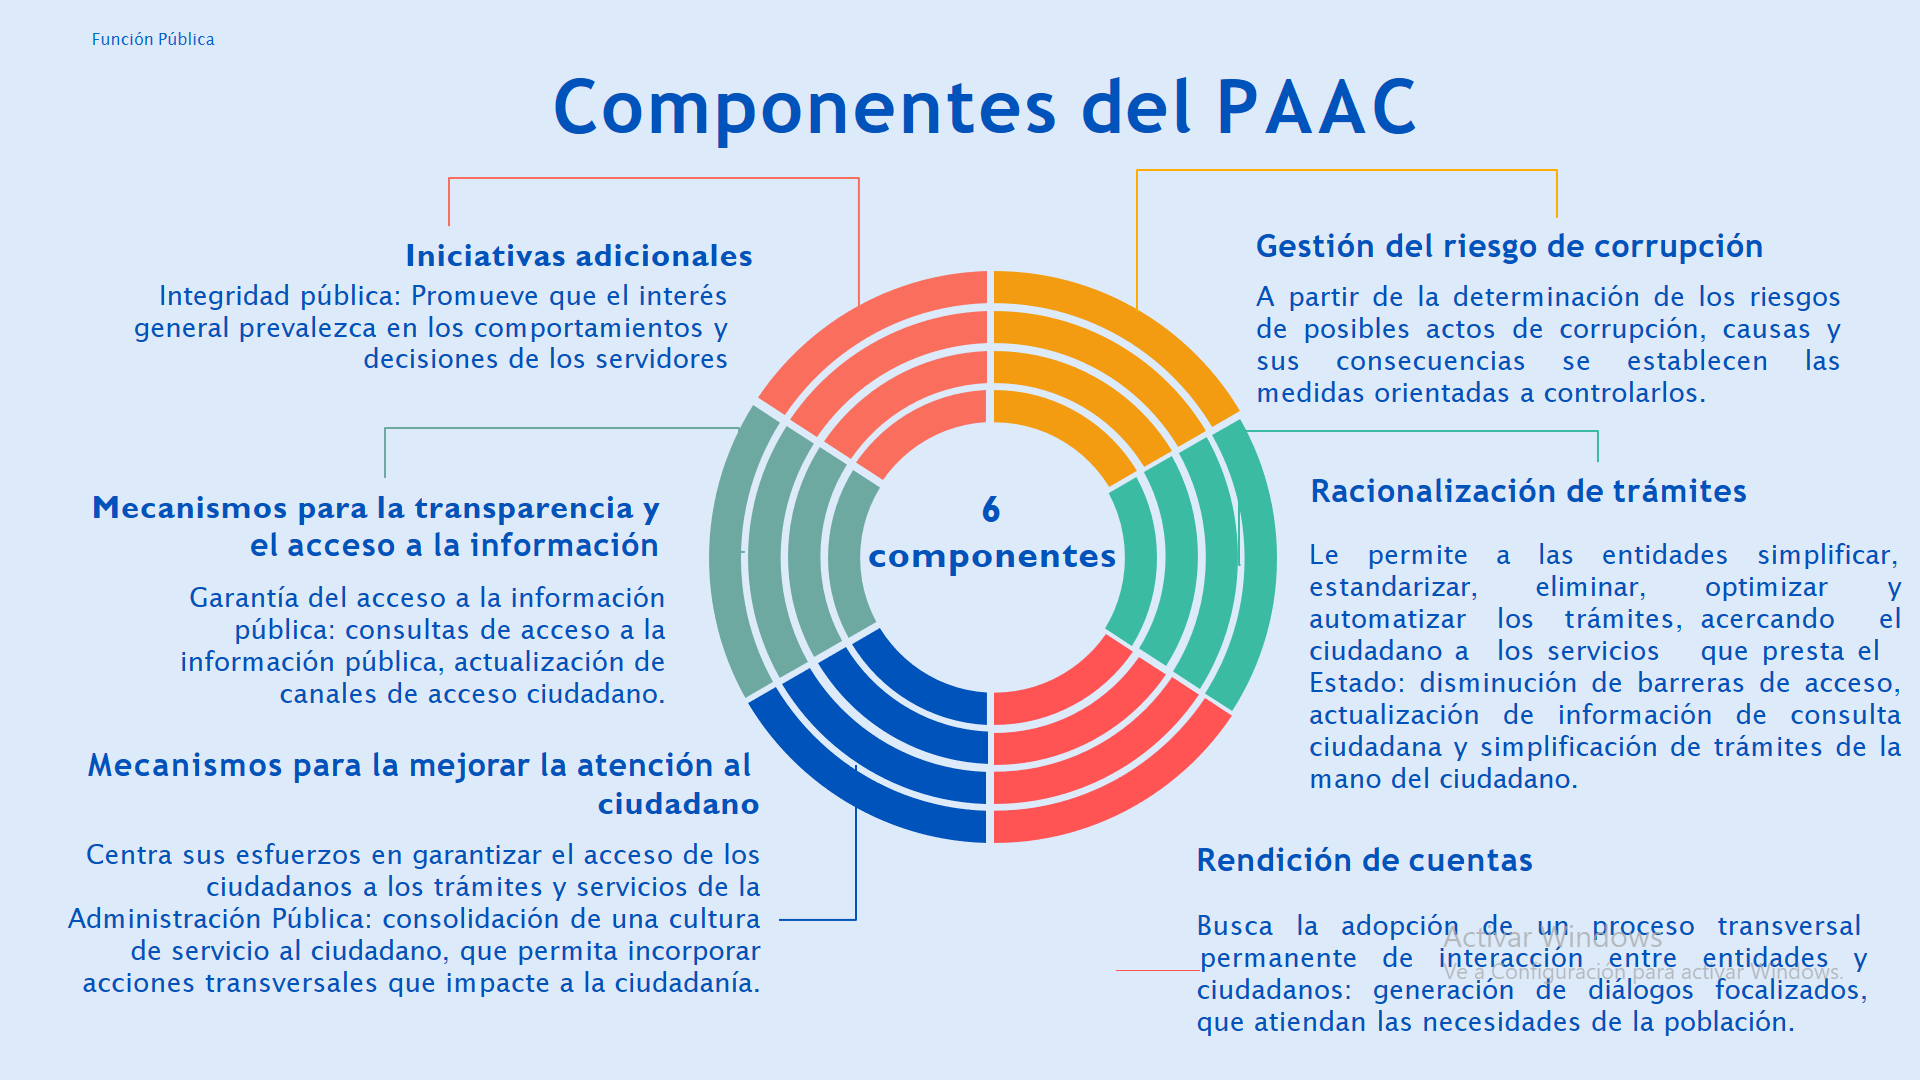 Función Pública
Componentes del PAAC
Iniciativas adicionales
Integridad pública: Promueve que el interés
general prevalezca en los comportamientos y
decisiones de los servidores
Mecanismos para la transparencia y
el acceso a la información
Garantía del acceso a la información
pública: consultas de acceso a la
información pública, actualización de
canales de acceso ciudadano.
Mecanismos para la mejorar la atención al
ciudadano
Centra sus esfuerzos en garantizar el acceso de los
ciudadanos a los trámites y servicios de la
Administración Pública: consolidación de una cultura
de servicio al ciudadano, que permita incorporar
acciones transversales que impacte a la ciudadanía.
6
componentes
Gestión del riesgo de corrupción
A partir de la determinación de los riesgos
de posibles actos de corrupción, causas y
sus consecuencias se establecen las
medidas orientadas a controlarlos.
Racionalización de trámites
Le permite a las entidades simplificar,
estandarizar, eliminar, optimizar y
automatizar los trámites, acercando el
ciudadano a los servicios que presta el
Estado: disminución de barreras de acceso,
actualización de información de consulta
ciudadana y simplificación de trámites de la
mano del ciudadano.
Rendición de cuentas
Busca la adopción de un proceso transversal
permanente de interacción entre entidades y
ciudadanos: generación de diálogos focalizados,
que atiendan las necesidades de la población.
Activar Windows
Ve a Configuración para activar Windows.